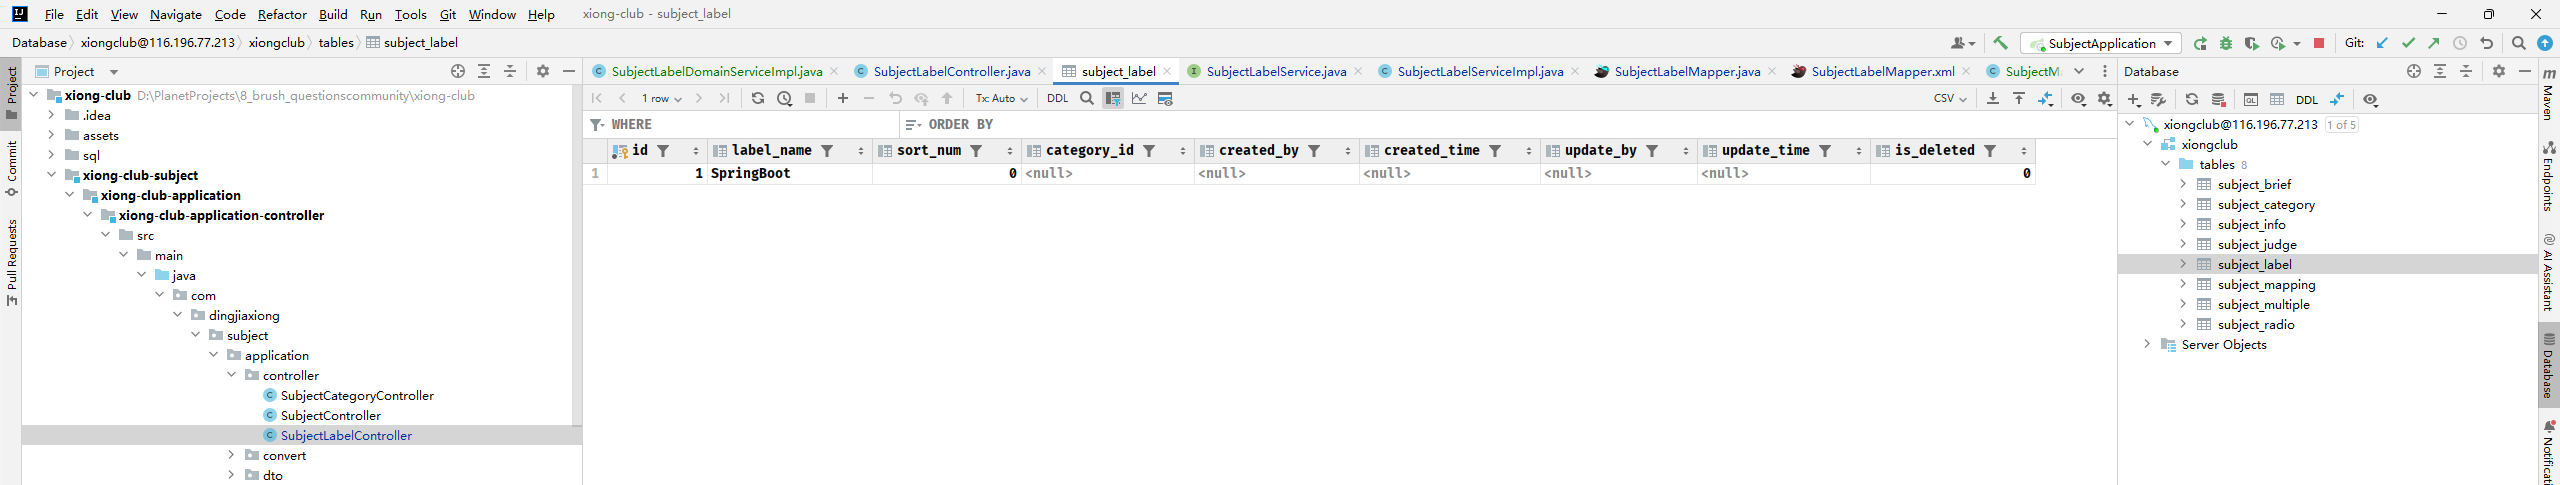 File Edit View Navigate Code Refactor Build Run Tools Git Window Help xiong-club - subject_label
Database xiongclub@116.196.77.213 xiongclub tables subject_label
SubjectApplication Git:
Project
SubjectLabelDomainServiceImpl.java SubjectLabelController.java subject_label SubjectLabelService.java SubjectLabelServiceImpl.java SubjectLabelMapper.java SubjectLabelMapper.xml SubjectM
Database
1 row Tx: Auto DDL CSV
DDL
WHERE ORDER BY
id label_name sort_num category_id created_by created_time update_by update_time is_deleted
1 1 SpringBoot 0 <null> <null> <null> <null> <null> 0
xiong-club D:\PlanetProjects\8_brush_questionscommunity\xiong-club
.idea
assets
sql
xiong-club-subject
xiong-club-application
xiong-club-application-controller
src
main
java
com
dingjiaxiong
subject
application
controller
SubjectCategoryController
SubjectController
SubjectLabelController
convert
dto
xiongclub@116.196.77.213 1 of 5
xiongclub
tables 8
subject_brief
subject_category
subject_info
subject_judge
subject_label
subject_mapping
subject_multiple
subject_radio
Server Objects
Project
Commit
Pull Requests
Maven
Endpoints
AI Assistant
Database